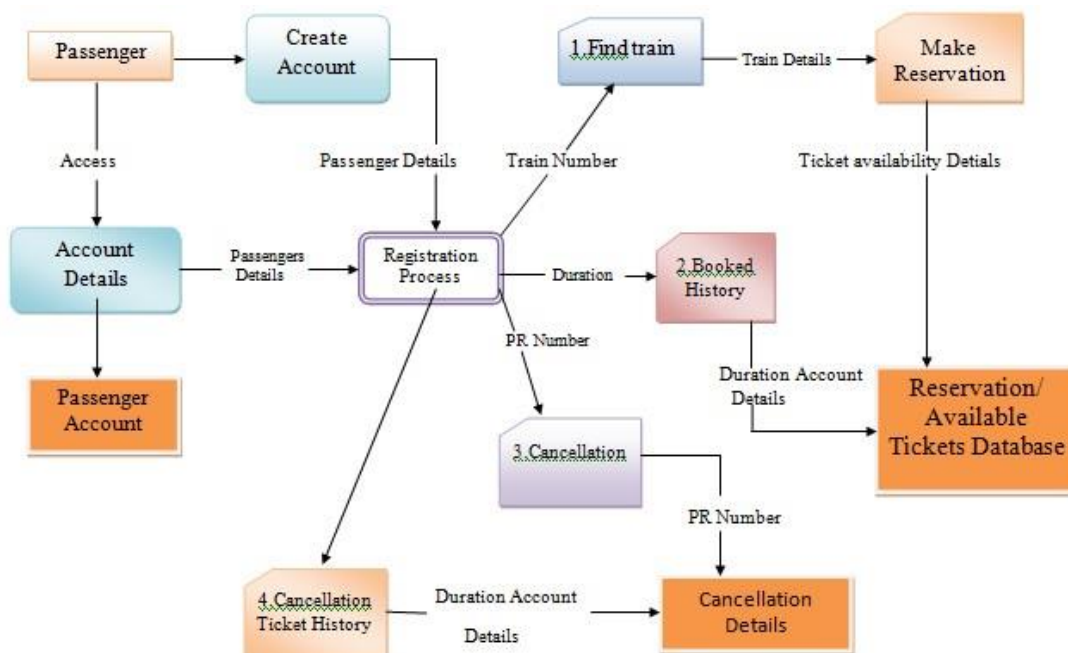 Passenger
Create
Account
1.Find train
Train Details
Make
Reservation
Access
Passenger Details
Train Number
Ticket availability Detials
Account
Details
Passengers
Details
Registration
Process
Duration
2.Booked
History
PR Number
Passenger
Account
Duration Account
Details
Reservation/
Available
Tickets Database
3.Cancellation
PR Number
4.Cancellation
Ticket History
Duration Account
Details
Cancellation
Details